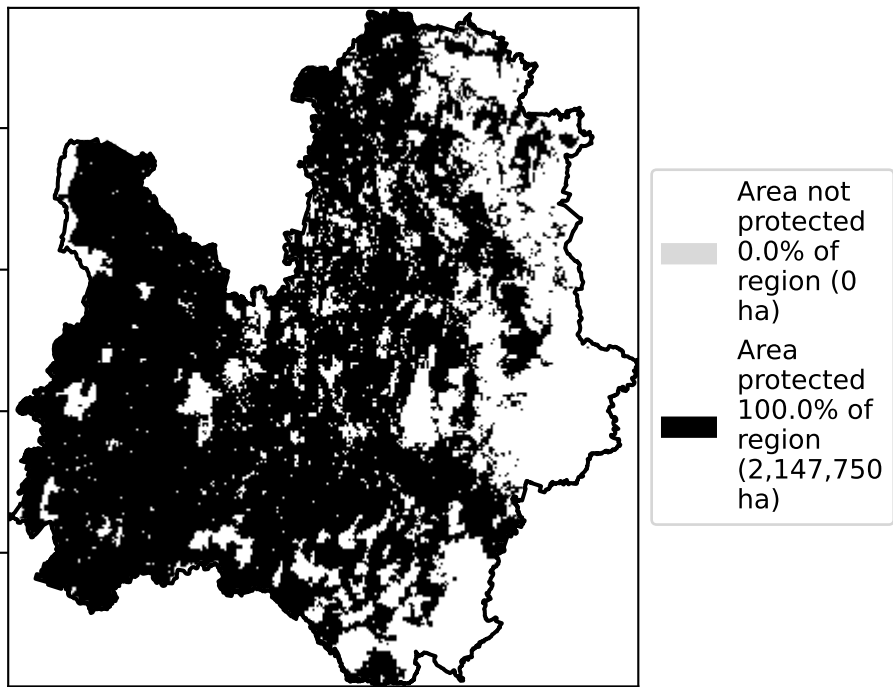 Area not
protected
0.0% of
region (0
ha)
Area
protected
100.0% of
region
(2,147,750
ha)